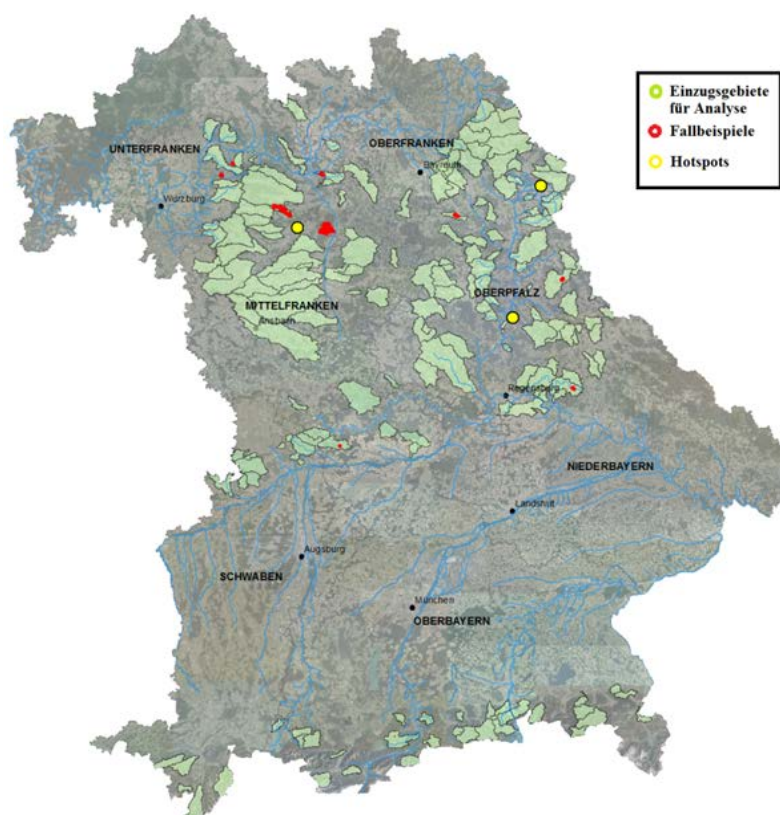 Einzugsgebiete
für Analyse
Fallbeispiele
Hotspots
UNTERFRANKEN
OBERFRANKEN
Bayreuth
Würzburg
MITTELFRANKEN
Ansbach
OBERPFALZ
Regensburg
NIEDERBAYERN
Landshut
Augsburg
SCHWABEN
München
OBERBAYERN